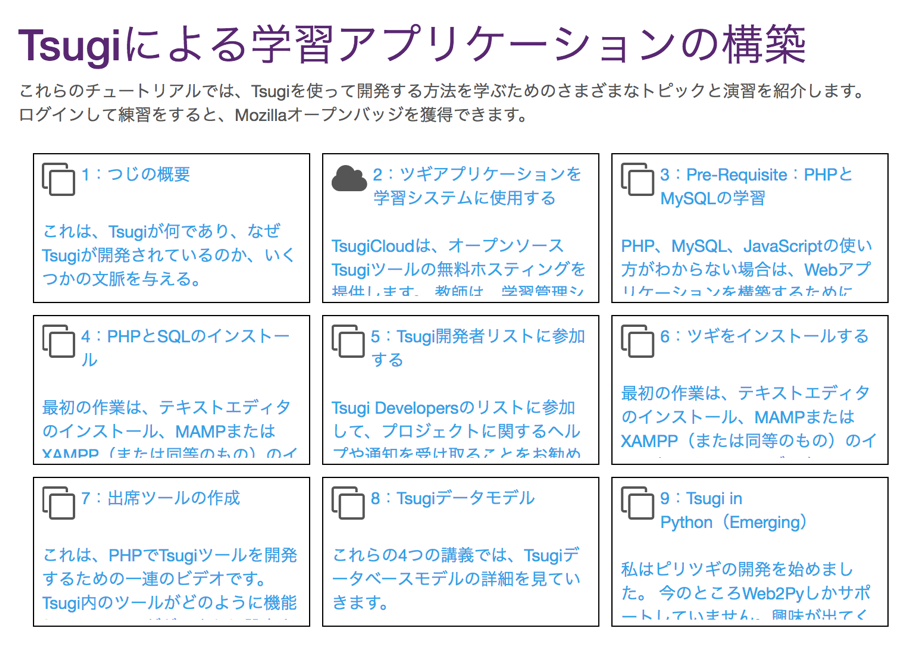 Tsugiによる学習アプリケーションの構築
これらのチュートリアルでは、Tsugiを使って開発する方法を学ぶためのさまざまなトピックと演習を紹介します。
ログインして練習をすると、Mozillaオープンバッジを獲得できます。
1：つじの概要
これは、Tsugiが何であり、なぜ
Tsugiが開発されているのか、いく
つかの文脈を与える。
2：ツギアプリケーションを
学習システムに使用する
TsugiCloudは、オープンソース
Tsugiツールの無料ホスティングを
提供します。 教師は、学習管理シ
3：Pre-Requisite：PHPと
MySQLの学習
PHP、MySQL、JavaScriptの使い
方がわからない場合は、Webアプ
リケーションを構築するために
4：PHPとSQLのインストー
ル
最初の作業は、テキストエディタ
のインストール、MAMPまたは
XAMPP（または同等のもの）のイ
5：Tsugi開発者リストに参加
する
Tsugi Developersのリストに参加
して、プロジェクトに関するヘル
プや通知を受け取ることをお勧め
6：ツギをインストールする
最初の作業は、テキストエディタ
のインストール、MAMPまたは
XAMPP（または同等のもの）のイ
7：出席ツールの作成
これは、PHPでTsugiツールを開発
するための一連のビデオです。
Tsugi内のツールがどのように機能
8：Tsugiデータモデル
これらの4つの講義では、Tsugiデ
ータベースモデルの詳細を見てい
きます。
9：Tsugi in
Python（Emerging）
私はピリツギの開発を始めまし
た。 今のところWeb2Pyしかサポ
ートしていません。興味が出てく